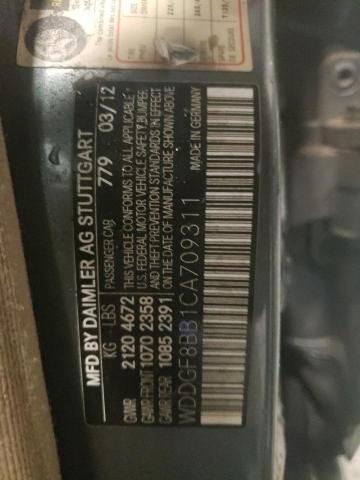 MFD BY DAIMLER AG STUTTGART
KG LBS PASSENGER CAR 779 03/12
GVWR 2120 4672 THIS VEHICLE CONFORMS TO ALL APPLICABLE
GAWR FRONT 1070 2358 U.S. FEDERAL MOTOR VEHICLE SAFETY, BUMPER,
AND THEFT PREVENTION STANDARDS IN EFFECT
GAWR REAR 1085 2391 ON THE DATE OF MANUFACTURE SHOWN ABOVE
WDDGF8BB1CA709311 MADE IN GERMANY